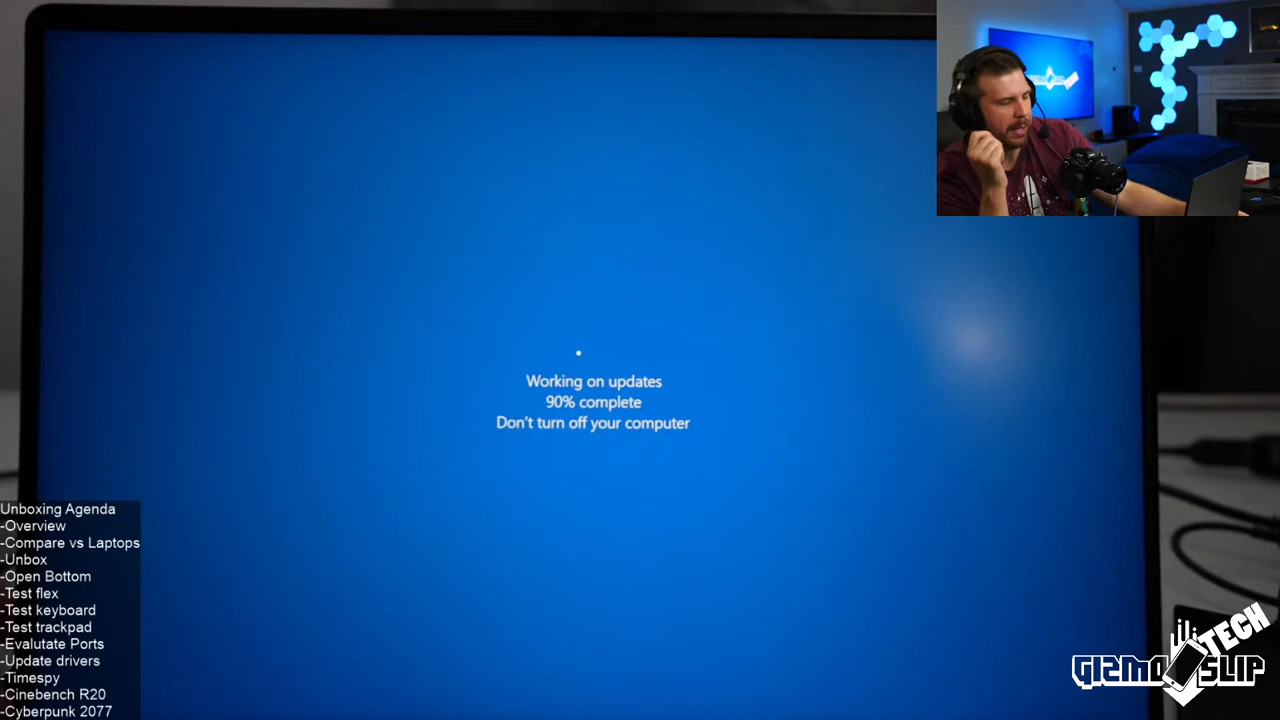 Working on updates
90% complete
Don't turn off your computer
Unboxing Agenda
-Overview
-Compare vs Laptops
-Unbox
-Open Bottom
-Test flex
-Test keyboard
-Test trackpad
-Evalutate Ports
-Update drivers
-Timespy
-Cinebench R20
-Cyberpunk 2077
TECH
GIZMO SLIP